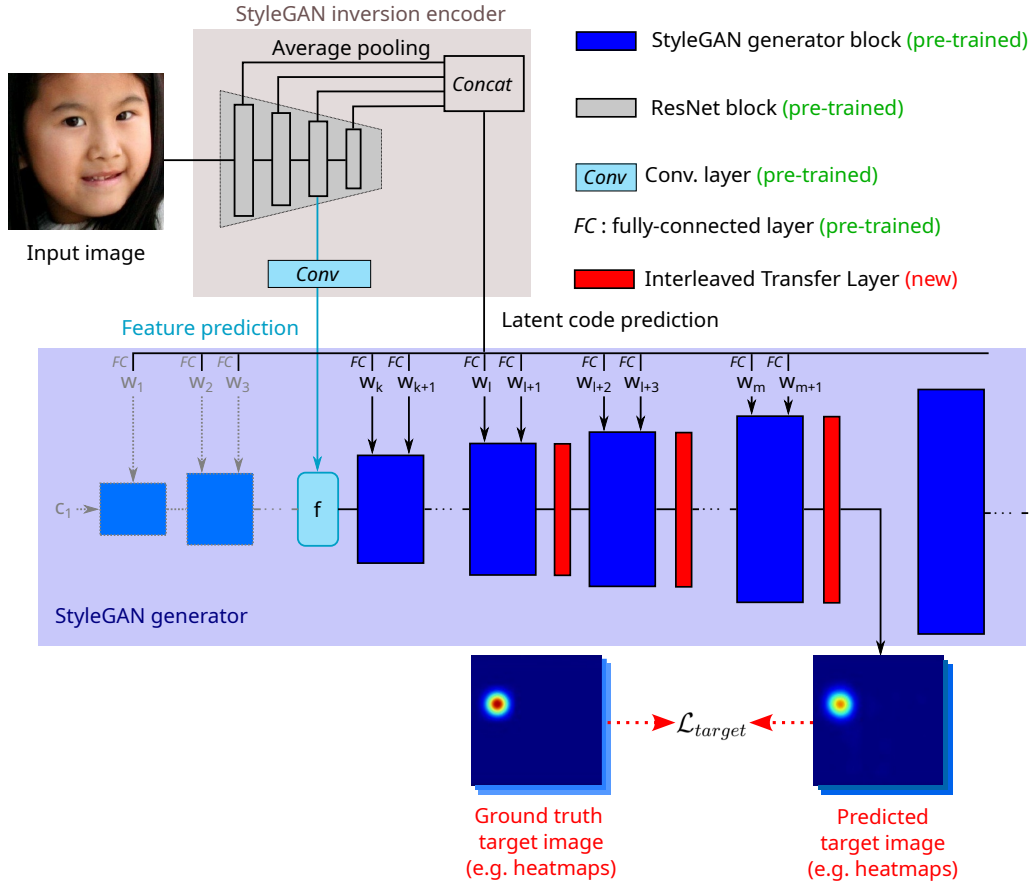 StyleGAN inversion encoder
Average pooling
Concat
Input image
Conv
Feature prediction
Latent code prediction
StyleGAN generator block (pre-trained)
ResNet block (pre-trained)
Conv
Conv. layer (pre-trained)
FC : fully-connected layer (pre-trained)
Interleaved Transfer Layer (new)
FC FC FC FC FC FC FC FC FC FC FC
w₁ w₂ w₃ wₖ wₖ₊₁ wₗ wₗ₊₁ wₗ₊₂ wₗ₊₃ wₘ wₘ₊₁
c₁
f
StyleGAN generator
ℒ_target
Ground truth
target image
(e.g. heatmaps)
Predicted
target image
(e.g. heatmaps)